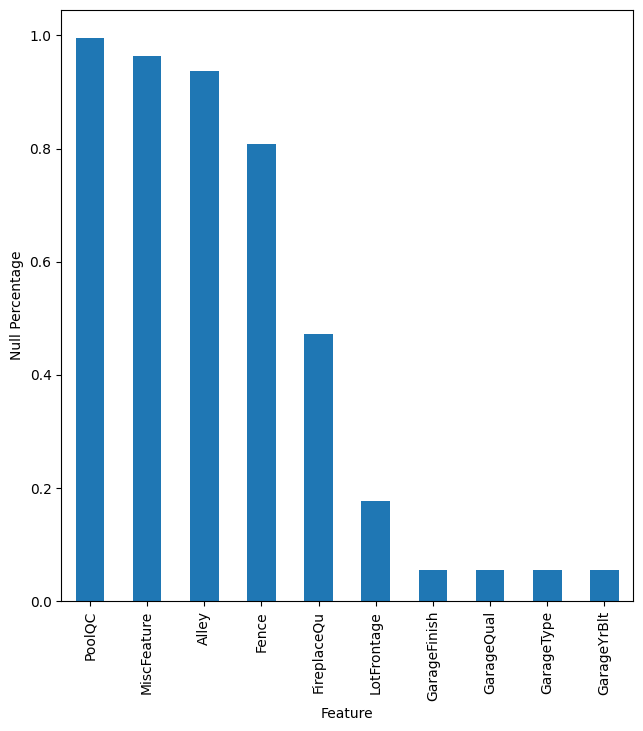 1.0
0.8
0.6
0.4
0.2
0.0
Null Percentage
PoolQC
MiscFeature
Alley
Fence
FireplaceQu
LotFrontage
GarageFinish
GarageQual
GarageType
GarageYrBlt
Feature